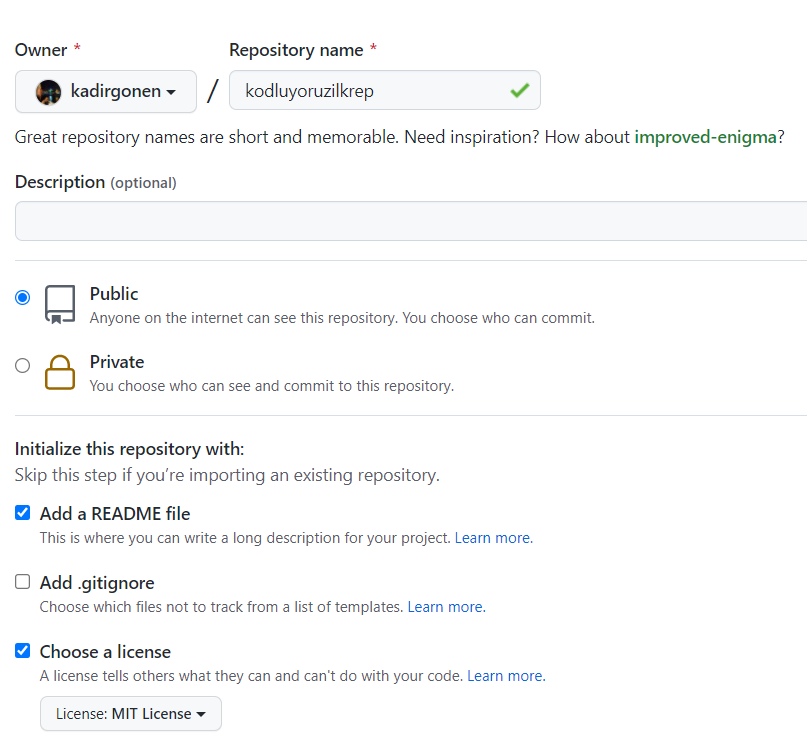 Owner * Repository name *
kadirgonen / kodluyoruzilkrep
Great repository names are short and memorable. Need inspiration? How about improved-enigma?
Description (optional)
Public
Anyone on the internet can see this repository. You choose who can commit.
Private
You choose who can see and commit to this repository.
Initialize this repository with:
Skip this step if you’re importing an existing repository.
Add a README file
This is where you can write a long description for your project. Learn more.
Add .gitignore
Choose which files not to track from a list of templates. Learn more.
Choose a license
A license tells others what they can and can't do with your code. Learn more.
License: MIT License